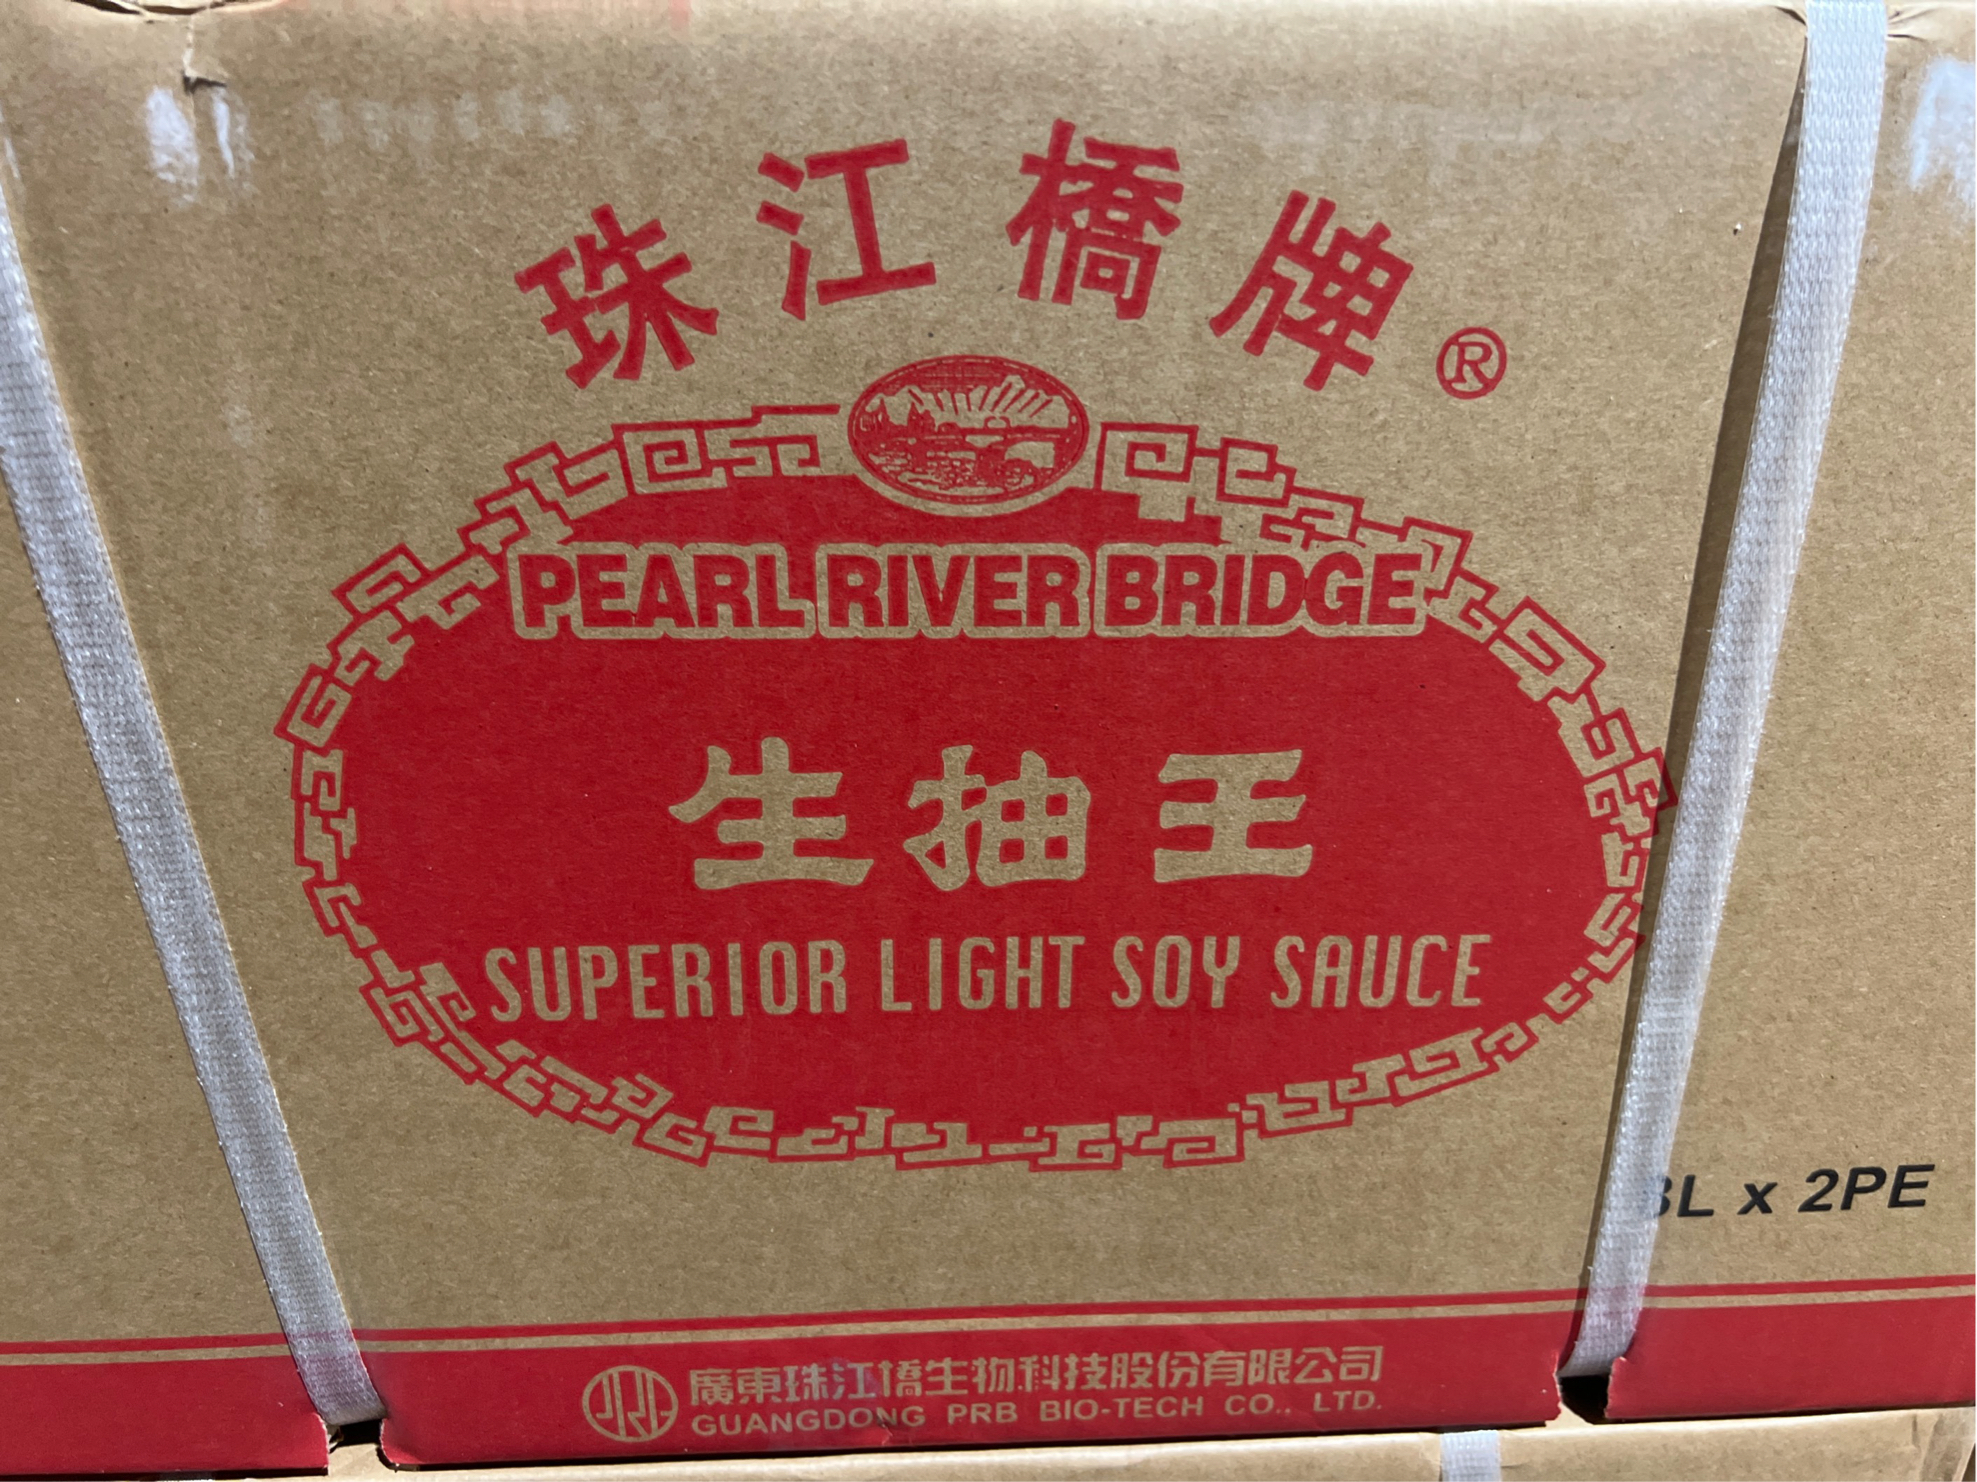 珠江橋牌®
PEARL RIVER BRIDGE
生抽王
SUPERIOR LIGHT SOY SAUCE
x 2PE
廣東珠江橋生物科技股份有限公司
GUANGDONG PRB BIO-TECH CO., LTD.